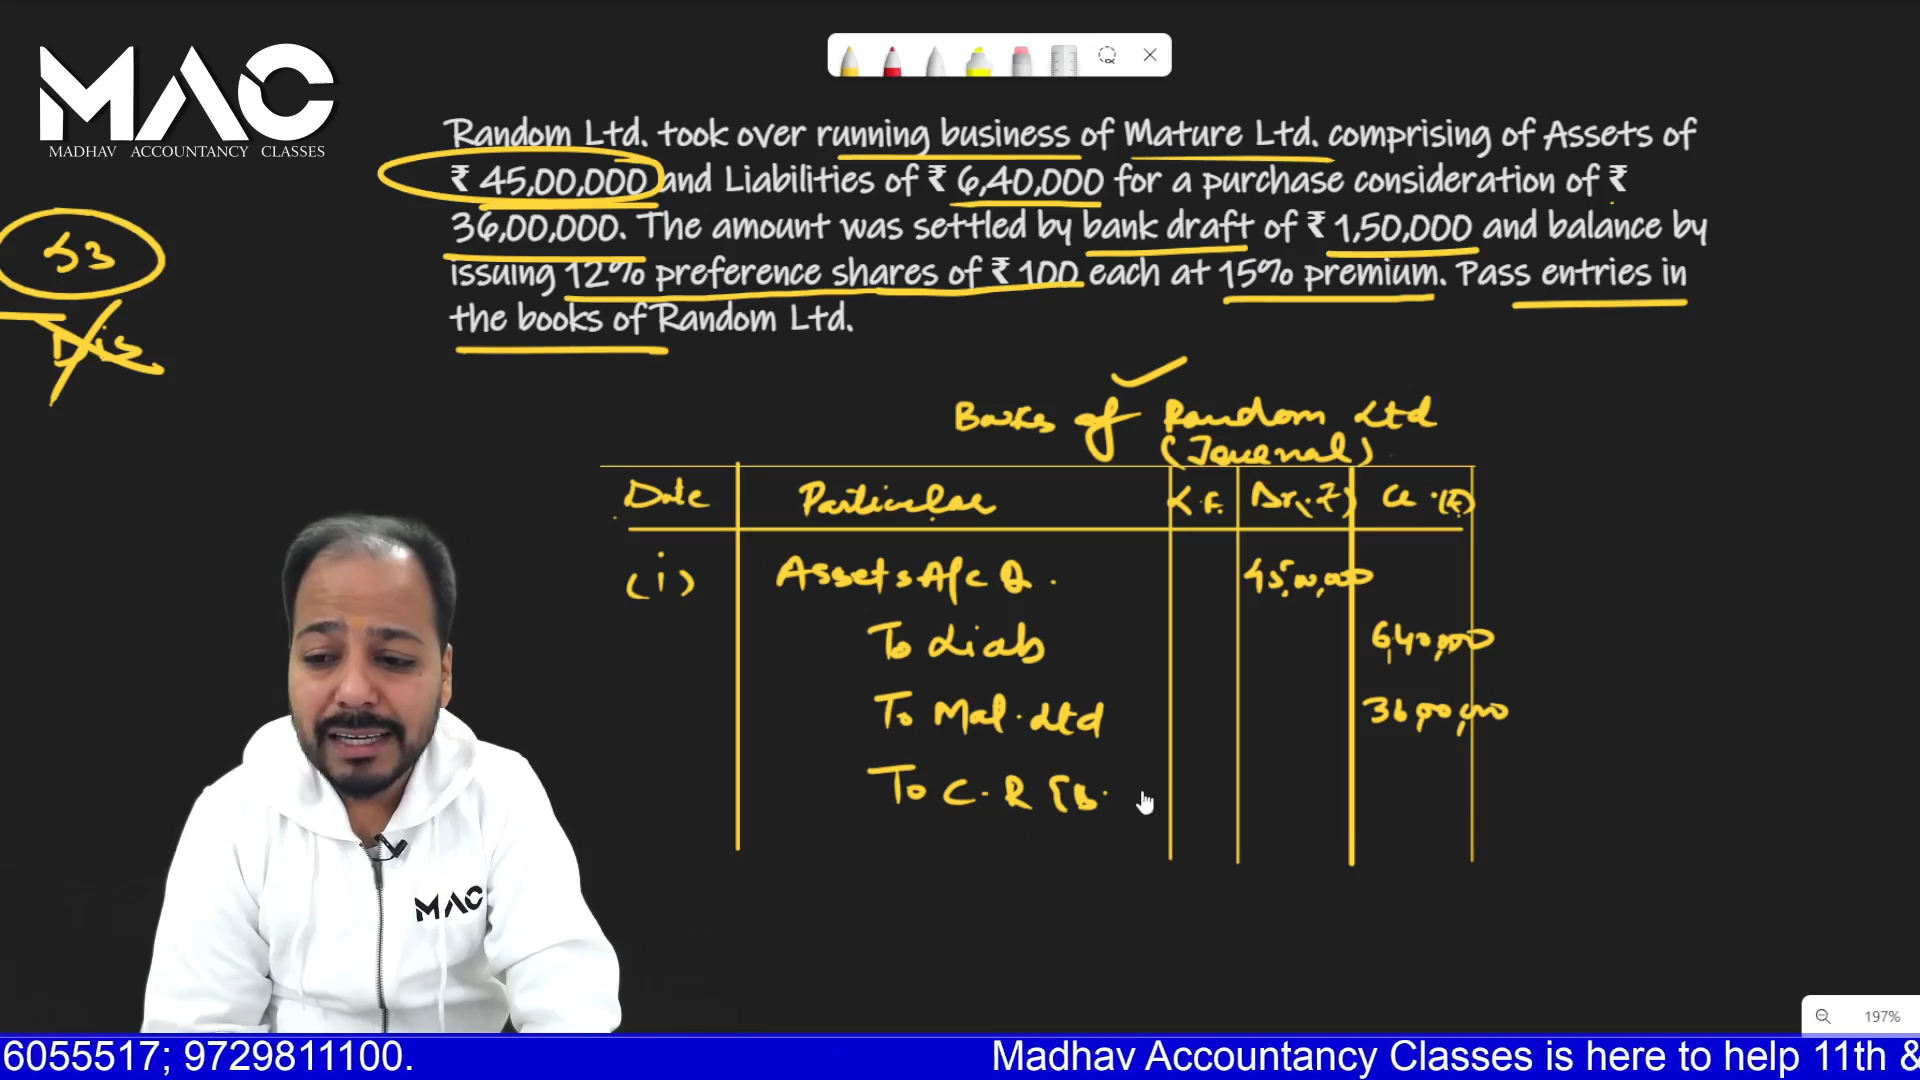 MAC
MADHAV ACCOUNTANCY CLASSES
Random Ltd. took over running business of Mature Ltd. comprising of Assets of
₹ 45,00,000 and Liabilities of ₹ 6,40,000 for a purchase consideration of ₹
36,00,000. The amount was settled by bank draft of ₹ 1,50,000 and balance by
issuing 12% preference shares of ₹ 100 each at 15% premium. Pass entries in
the books of Random Ltd.
53
Dis
Books of Random Ltd
(Journal)
Date Particular L.F. Dr.(₹) Cr.(₹)
(i) Assets A/c Dr. 45,00,000
To Liab 6,40,000
To Mat. Ltd 36,00,000
To C.R [b.
MAC
197%
6055517; 9729811100. Madhav Accountancy Classes is here to help 11th &